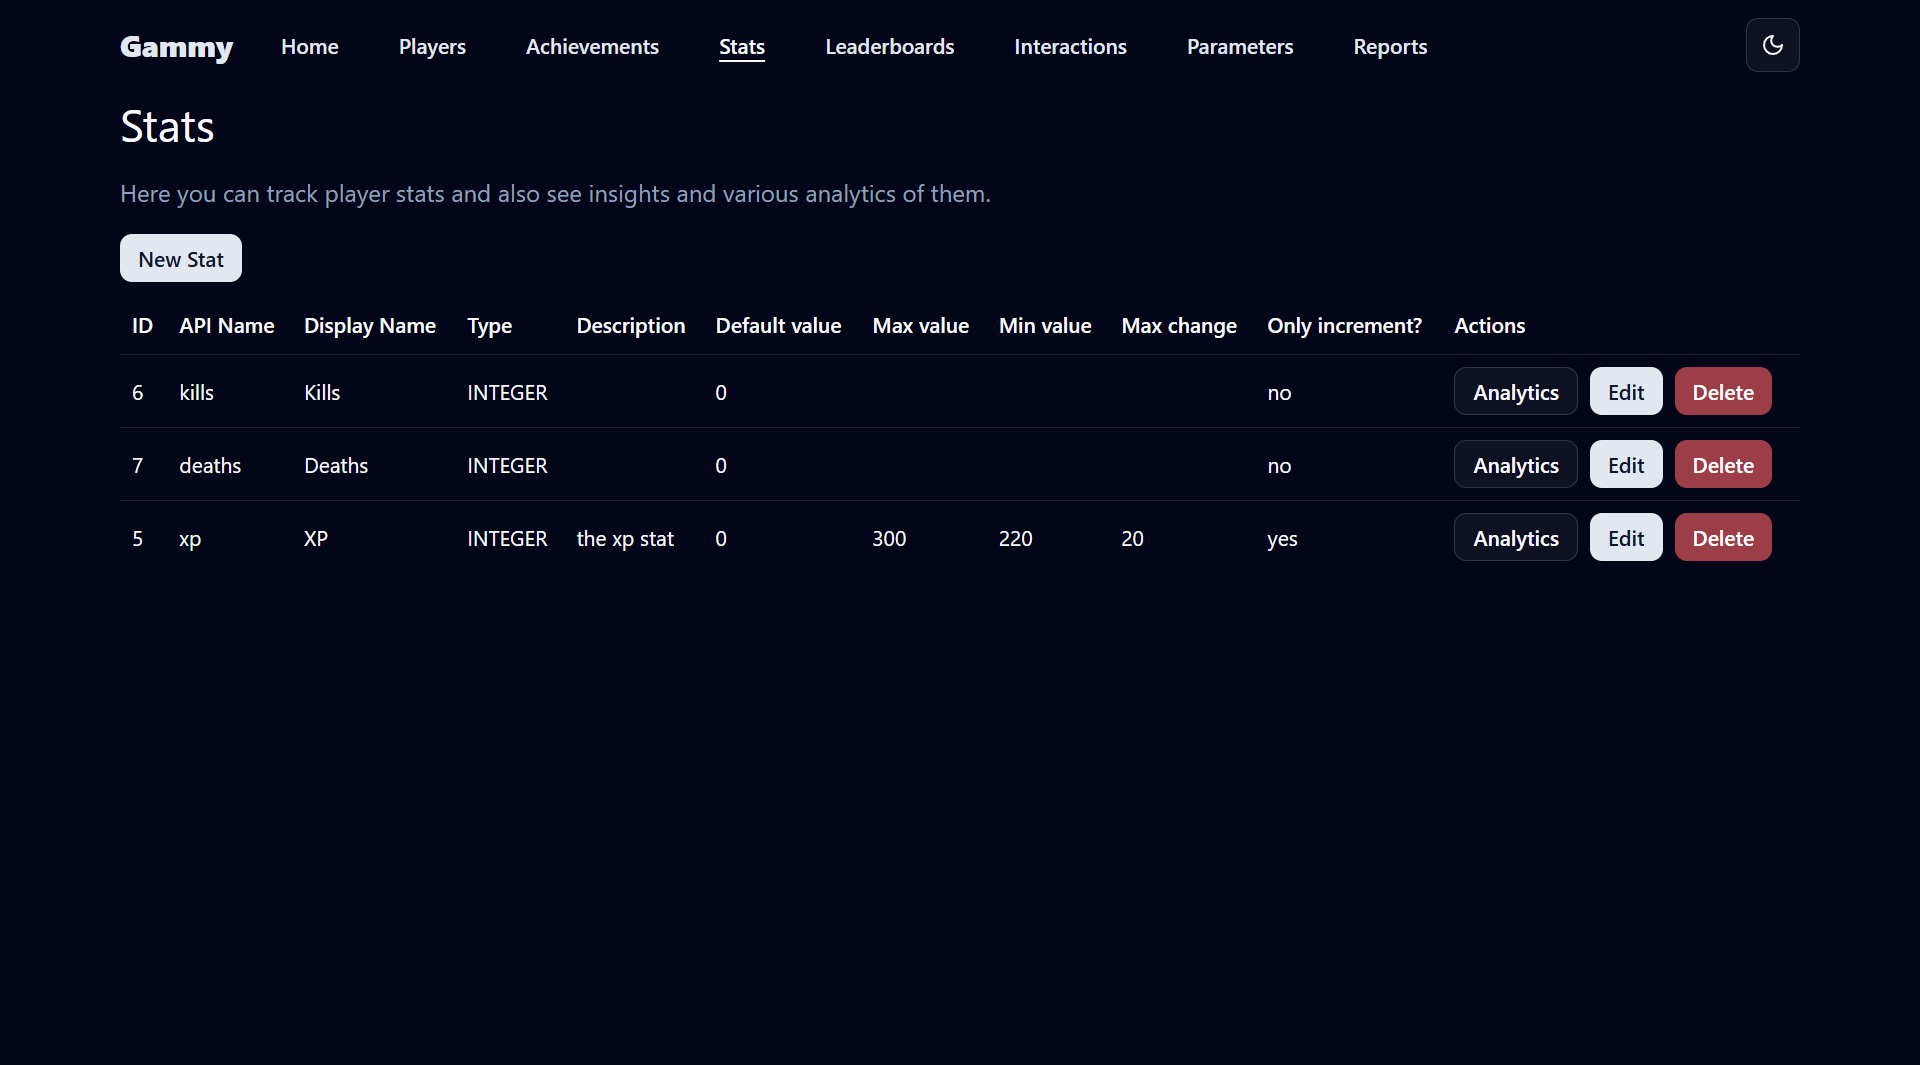 Gammy Home Players Achievements Stats Leaderboards Interactions Parameters Reports
Stats
Here you can track player stats and also see insights and various analytics of them.
New Stat
ID API Name Display Name Type Description Default value Max value Min value Max change Only increment? Actions
6 kills Kills INTEGER 0 no Analytics Edit Delete
7 deaths Deaths INTEGER 0 no Analytics Edit Delete
5 xp XP INTEGER the xp stat 0 300 220 20 yes Analytics Edit Delete